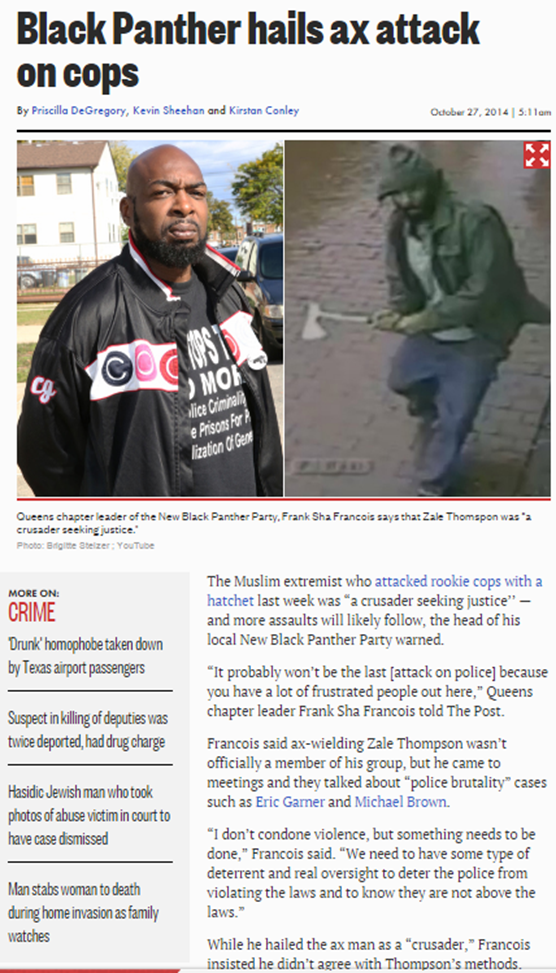 Black Panther hails ax attack
on cops
By Priscilla DeGregory, Kevin Sheehan and Kirstan Conley
October 27, 2014 | 5:11am
cg
COC
C
OPS T
O MOR
lice Criminality
e Prisons For P
lization Of Gene
Queens chapter leader of the New Black Panther Party, Frank Sha Francois says that Zale Thomspon was "a
crusader seeking justice."
Photo: Brigitte Stelzer ; YouTube
MORE ON:
CRIME
'Drunk' homophobe taken down
by Texas airport passengers
Suspect in killing of deputies was
twice deported, had drug charge
Hasidic Jewish man who took
photos of abuse victim in court to
have case dismissed
Man stabs woman to death
during home invasion as family
watches
The Muslim extremist who attacked rookie cops with a
hatchet last week was “a crusader seeking justice’’ —
and more assaults will likely follow, the head of his
local New Black Panther Party warned.
“It probably won’t be the last [attack on police] because
you have a lot of frustrated people out here,” Queens
chapter leader Frank Sha Francois told The Post.
Francois said ax-wielding Zale Thompson wasn’t
officially a member of his group, but he came to
meetings and they talked about “police brutality” cases
such as Eric Garner and Michael Brown.
“I don’t condone violence, but something needs to be
done,” Francois said. “We need to have some type of
deterrent and real oversight to deter the police from
violating the laws and to know they are not above the
laws.”
While he hailed the ax man as a “crusader,” Francois
insisted he didn’t agree with Thompson’s methods.